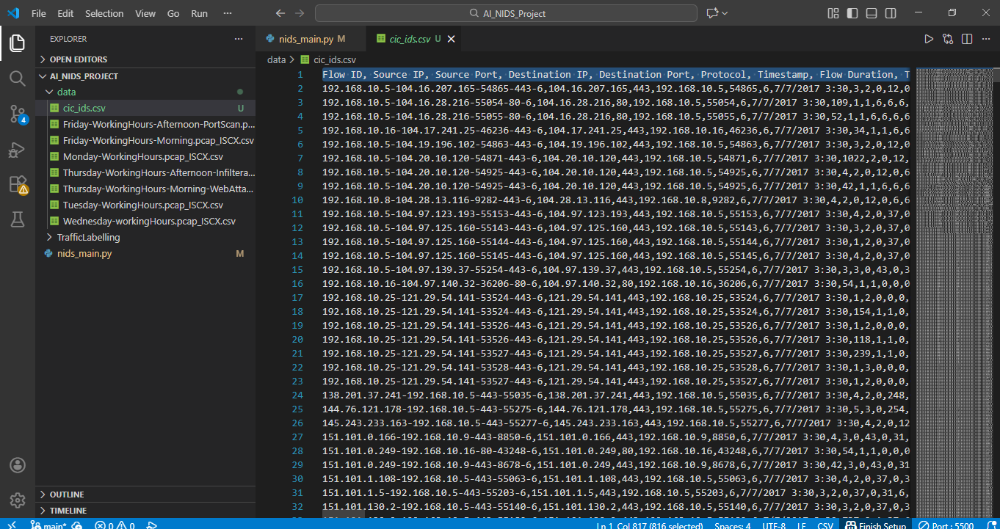 File Edit Selection View Go Run ··· AI_NIDS_Project
EXPLORER ···
OPEN EDITORS
AI_NIDS_PROJECT
data
cic_ids.csv U
Friday-WorkingHours-Afternoon-PortScan.p...
Friday-WorkingHours-Morning.pcap_ISCX.csv
Monday-WorkingHours.pcap_ISCX.csv
Thursday-WorkingHours-Afternoon-Infiltera...
Thursday-WorkingHours-Morning-WebAtta...
Tuesday-WorkingHours.pcap_ISCX.csv
Wednesday-workingHours.pcap_ISCX.csv
TrafficLabelling
nids_main.py M
OUTLINE
TIMELINE
4
nids_main.py M cic_ids.csv U
data > cic_ids.csv
1 Flow ID, Source IP, Source Port, Destination IP, Destination Port, Protocol, Timestamp, Flow Duration, T
2 192.168.10.5-104.16.207.165-54865-443-6,104.16.207.165,443,192.168.10.5,54865,6,7/7/2017 3:30,3,2,0,12,0
3 192.168.10.5-104.16.28.216-55054-80-6,104.16.28.216,80,192.168.10.5,55054,6,7/7/2017 3:30,109,1,1,6,6,6,
4 192.168.10.5-104.16.28.216-55055-80-6,104.16.28.216,80,192.168.10.5,55055,6,7/7/2017 3:30,52,1,1,6,6,6,6
5 192.168.10.16-104.17.241.25-46236-443-6,104.17.241.25,443,192.168.10.16,46236,6,7/7/2017 3:30,34,1,1,6,6
6 192.168.10.5-104.19.196.102-54863-443-6,104.19.196.102,443,192.168.10.5,54863,6,7/7/2017 3:30,3,2,0,12,0
7 192.168.10.5-104.20.10.120-54871-443-6,104.20.10.120,443,192.168.10.5,54871,6,7/7/2017 3:30,1022,2,0,12,
8 192.168.10.5-104.20.10.120-54925-443-6,104.20.10.120,443,192.168.10.5,54925,6,7/7/2017 3:30,4,2,0,12,0,6
9 192.168.10.5-104.20.10.120-54925-443-6,104.20.10.120,443,192.168.10.5,54925,6,7/7/2017 3:30,42,1,1,6,6,6
10 192.168.10.8-104.28.13.116-9282-443-6,104.28.13.116,443,192.168.10.8,9282,6,7/7/2017 3:30,4,2,0,12,0,6,6
11 192.168.10.5-104.97.123.193-55153-443-6,104.97.123.193,443,192.168.10.5,55153,6,7/7/2017 3:30,4,2,0,37,0
12 192.168.10.5-104.97.125.160-55143-443-6,104.97.125.160,443,192.168.10.5,55143,6,7/7/2017 3:30,3,2,0,37,0
13 192.168.10.5-104.97.125.160-55144-443-6,104.97.125.160,443,192.168.10.5,55144,6,7/7/2017 3:30,1,2,0,37,0
14 192.168.10.5-104.97.125.160-55145-443-6,104.97.125.160,443,192.168.10.5,55145,6,7/7/2017 3:30,4,2,0,37,0
15 192.168.10.5-104.97.139.37-55254-443-6,104.97.139.37,443,192.168.10.5,55254,6,7/7/2017 3:30,3,3,0,43,0,3
16 192.168.10.16-104.97.140.32-36206-80-6,104.97.140.32,80,192.168.10.16,36206,6,7/7/2017 3:30,54,1,1,0,0,0
17 192.168.10.25-121.29.54.141-53524-443-6,121.29.54.141,443,192.168.10.25,53524,6,7/7/2017 3:30,1,2,0,0,0,
18 192.168.10.25-121.29.54.141-53524-443-6,121.29.54.141,443,192.168.10.25,53524,6,7/7/2017 3:30,154,1,1,0,
19 192.168.10.25-121.29.54.141-53526-443-6,121.29.54.141,443,192.168.10.25,53526,6,7/7/2017 3:30,1,2,0,0,0,
20 192.168.10.25-121.29.54.141-53526-443-6,121.29.54.141,443,192.168.10.25,53526,6,7/7/2017 3:30,118,1,1,0,
21 192.168.10.25-121.29.54.141-53527-443-6,121.29.54.141,443,192.168.10.25,53527,6,7/7/2017 3:30,239,1,1,0,
22 192.168.10.25-121.29.54.141-53528-443-6,121.29.54.141,443,192.168.10.25,53528,6,7/7/2017 3:30,1,3,0,0,0,
23 192.168.10.25-121.29.54.141-53527-443-6,121.29.54.141,443,192.168.10.25,53527,6,7/7/2017 3:30,1,2,0,0,0,
24 138.201.37.241-192.168.10.5-443-55035-6,138.201.37.241,443,192.168.10.5,55035,6,7/7/2017 3:30,4,2,0,248,
25 144.76.121.178-192.168.10.5-443-55275-6,144.76.121.178,443,192.168.10.5,55275,6,7/7/2017 3:30,5,3,0,254,
26 145.243.233.163-192.168.10.5-443-55277-6,145.243.233.163,443,192.168.10.5,55277,6,7/7/2017 3:30,4,2,0,12
27 151.101.0.166-192.168.10.9-443-8850-6,151.101.0.166,443,192.168.10.9,8850,6,7/7/2017 3:30,4,3,0,43,0,31,
28 151.101.0.249-192.168.10.16-80-43248-6,151.101.0.249,80,192.168.10.16,43248,6,7/7/2017 3:30,54,1,1,0,0,0
29 151.101.0.249-192.168.10.9-443-8678-6,151.101.0.249,443,192.168.10.9,8678,6,7/7/2017 3:30,42,3,0,43,0,31
30 151.101.1.108-192.168.10.5-443-55063-6,151.101.1.108,443,192.168.10.5,55063,6,7/7/2017 3:30,4,2,0,37,0,3
31 151.101.1.5-192.168.10.5-443-55203-6,151.101.1.5,443,192.168.10.5,55203,6,7/7/2017 3:30,3,2,0,37,0,31,6
32 151.101.130.2-192.168.10.5-443-55140-6,151.101.130.2,443,192.168.10.5,55140,6,7/7/2017 3:30,3,2,0,37,0,3
main* 0 0 Ln 1, Col 817 (816 selected) Spaces: 4 UTF-8 LF CSV Finish Setup Port : 5500